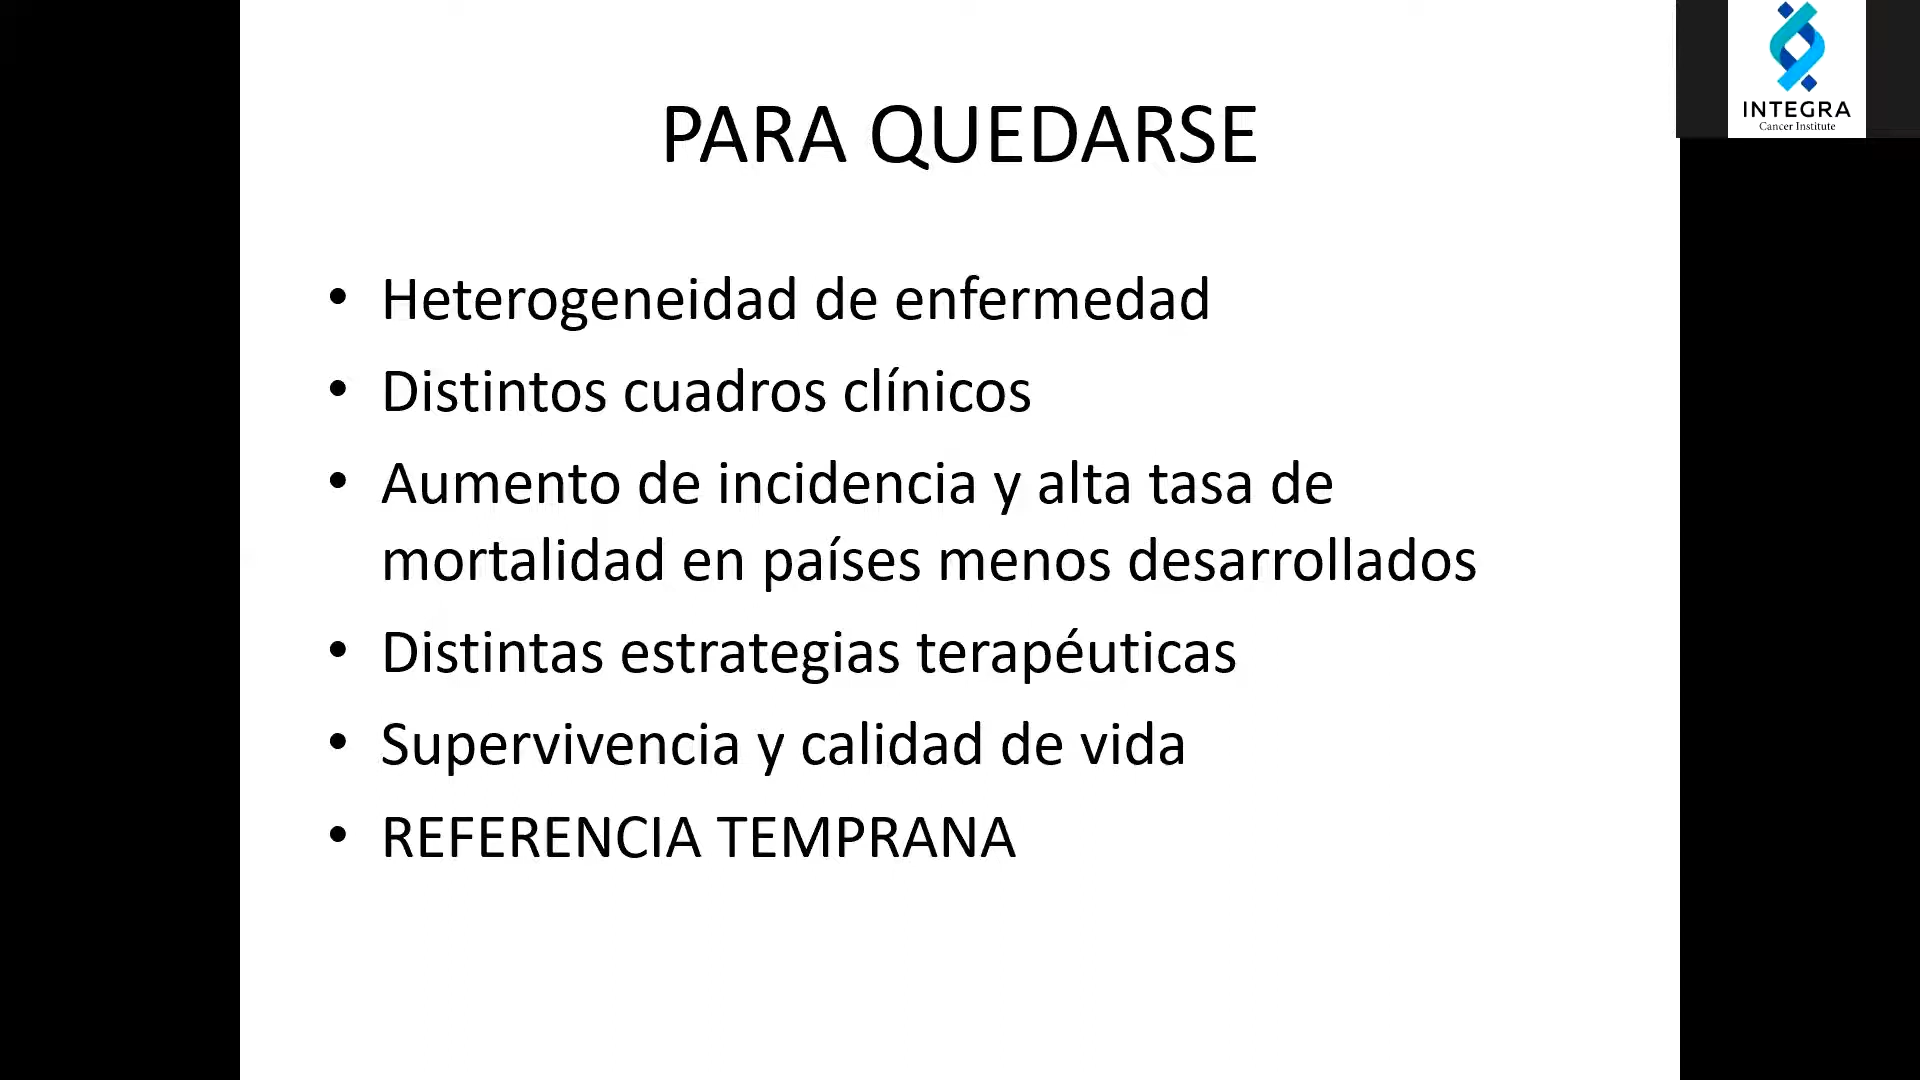 INTEGRA
Cancer Institute
PARA QUEDARSE
• Heterogeneidad de enfermedad
• Distintos cuadros clínicos
• Aumento de incidencia y alta tasa de
mortalidad en países menos desarrollados
• Distintas estrategias terapéuticas
• Supervivencia y calidad de vida
• REFERENCIA TEMPRANA